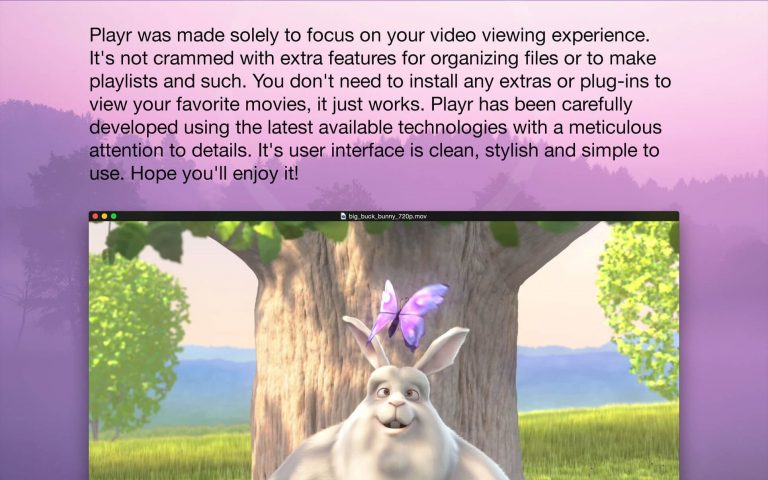 Playr was made solely to focus on your video viewing experience.
It's not crammed with extra features for organizing files or to make
playlists and such. You don't need to install any extras or plug-ins to
view your favorite movies, it just works. Playr has been carefully
developed using the latest available technologies with a meticulous
attention to details. It's user interface is clean, stylish and simple to
use. Hope you'll enjoy it!
big_buck_bunny_720p.mov